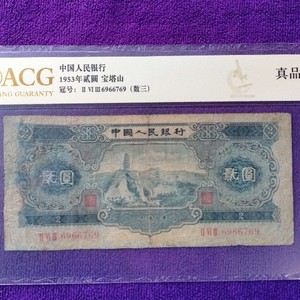 ACG
NG GUARANTY
中国人民银行
1953年贰圆 宝塔山
冠号：ⅡⅥⅢ6966769（数三）
真品
中國人民銀行
貳圓 貳圓
ⅡⅥⅢ 6966769 ⅡⅥⅢ 6966769